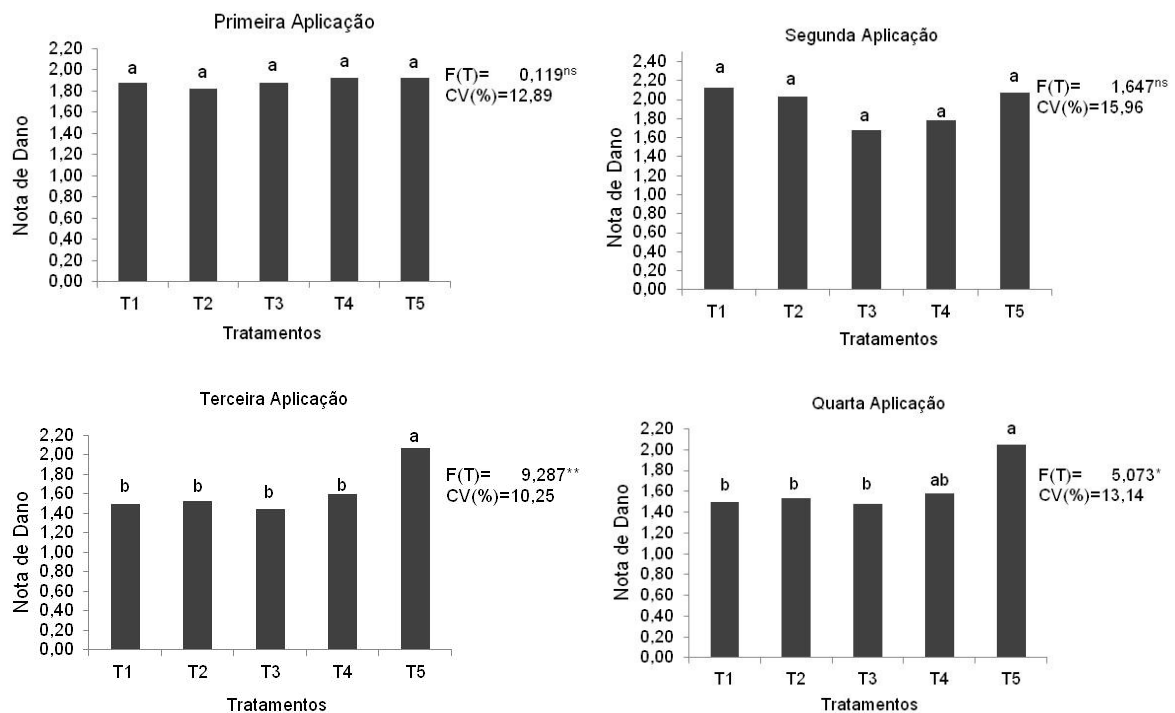 Primeira Aplicação
Nota de Dano
2,20
2,00
1,80
1,60
1,40
1,20
1,00
0,80
0,60
0,40
0,20
0,00
a a a a a
T1 T2 T3 T4 T5
Tratamentos
F(T)= 0,119ns
CV(%)=12,89
Segunda Aplicação
Nota de Dano
2,40
2,20
2,00
1,80
1,60
1,40
1,20
1,00
0,80
0,60
0,40
0,20
0,00
a a a a a
T1 T2 T3 T4 T5
Tratamentos
F(T)= 1,647ns
CV(%)=15,96
Terceira Aplicação
Nota de Dano
2,20
2,00
1,80
1,60
1,40
1,20
1,00
0,80
0,60
0,40
0,20
0,00
b b b b a
T1 T2 T3 T4 T5
Tratamentos
F(T)= 9,287**
CV(%)=10,25
Quarta Aplicação
Nota de Dano
2,20
2,00
1,80
1,60
1,40
1,20
1,00
0,80
0,60
0,40
0,20
0,00
b b b ab a
T1 T2 T3 T4 T5
Tratamentos
F(T)= 5,073*
CV(%)=13,14